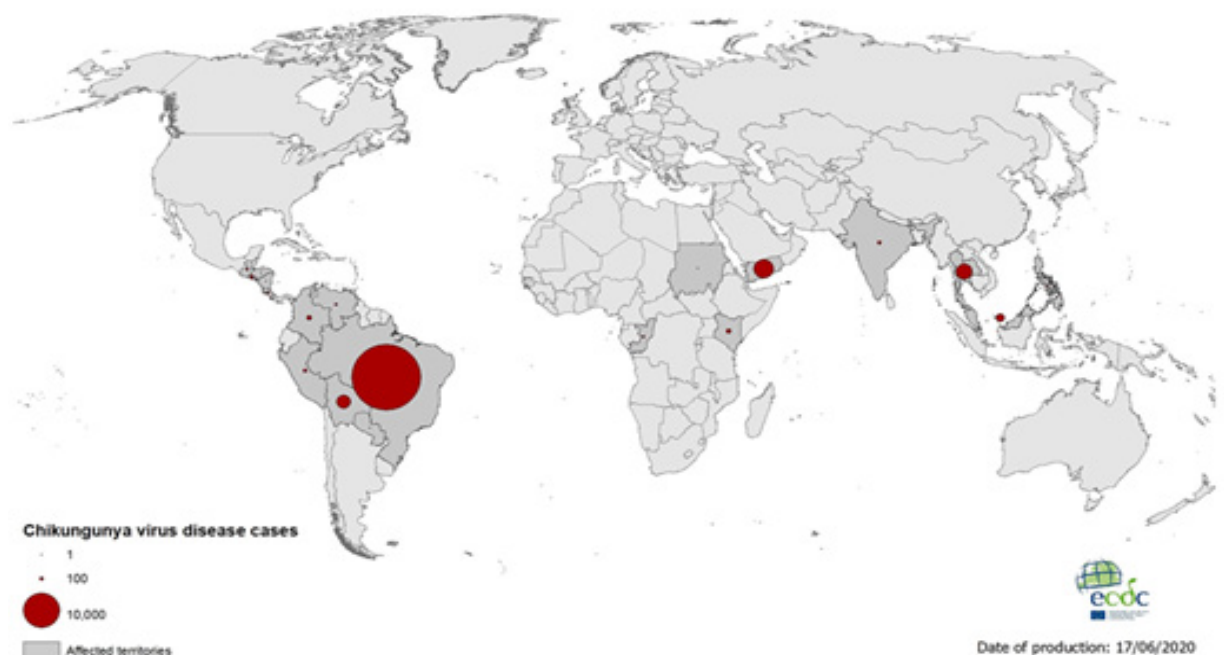 Chikungunya virus disease cases
1
100
10,000
Affected territories
ecdc
Date of production: 17/06/2020